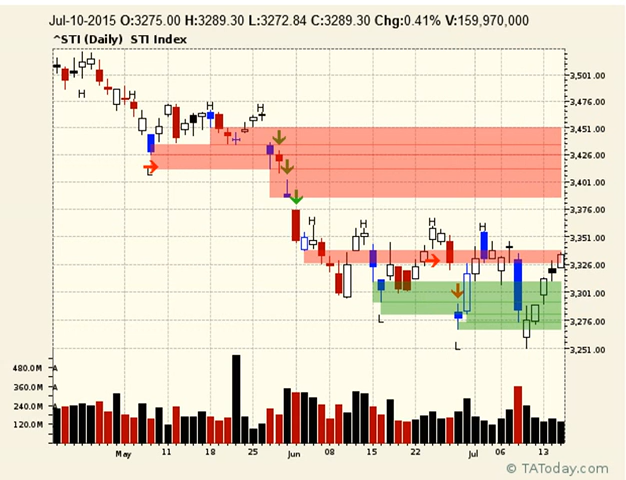 Jul-10-2015 O:3275.00 H:3289.30 L:3272.84 C:3289.30 Chg:0.41% V:159,970,000
^STI (Daily) STI Index
3,501.00
H H
3,476.00
H H
3,451.00
3,426.00
L
3,401.00
3,376.00
H H H H
3,351.00
3,326.00
3,301.00
L
3,276.00
L
3,251.00
480.0M A
360.0M A
240.0M A
120.0M
May 11 18 25 Jun 08 15 22 Jul 06 13
© TAToday.com